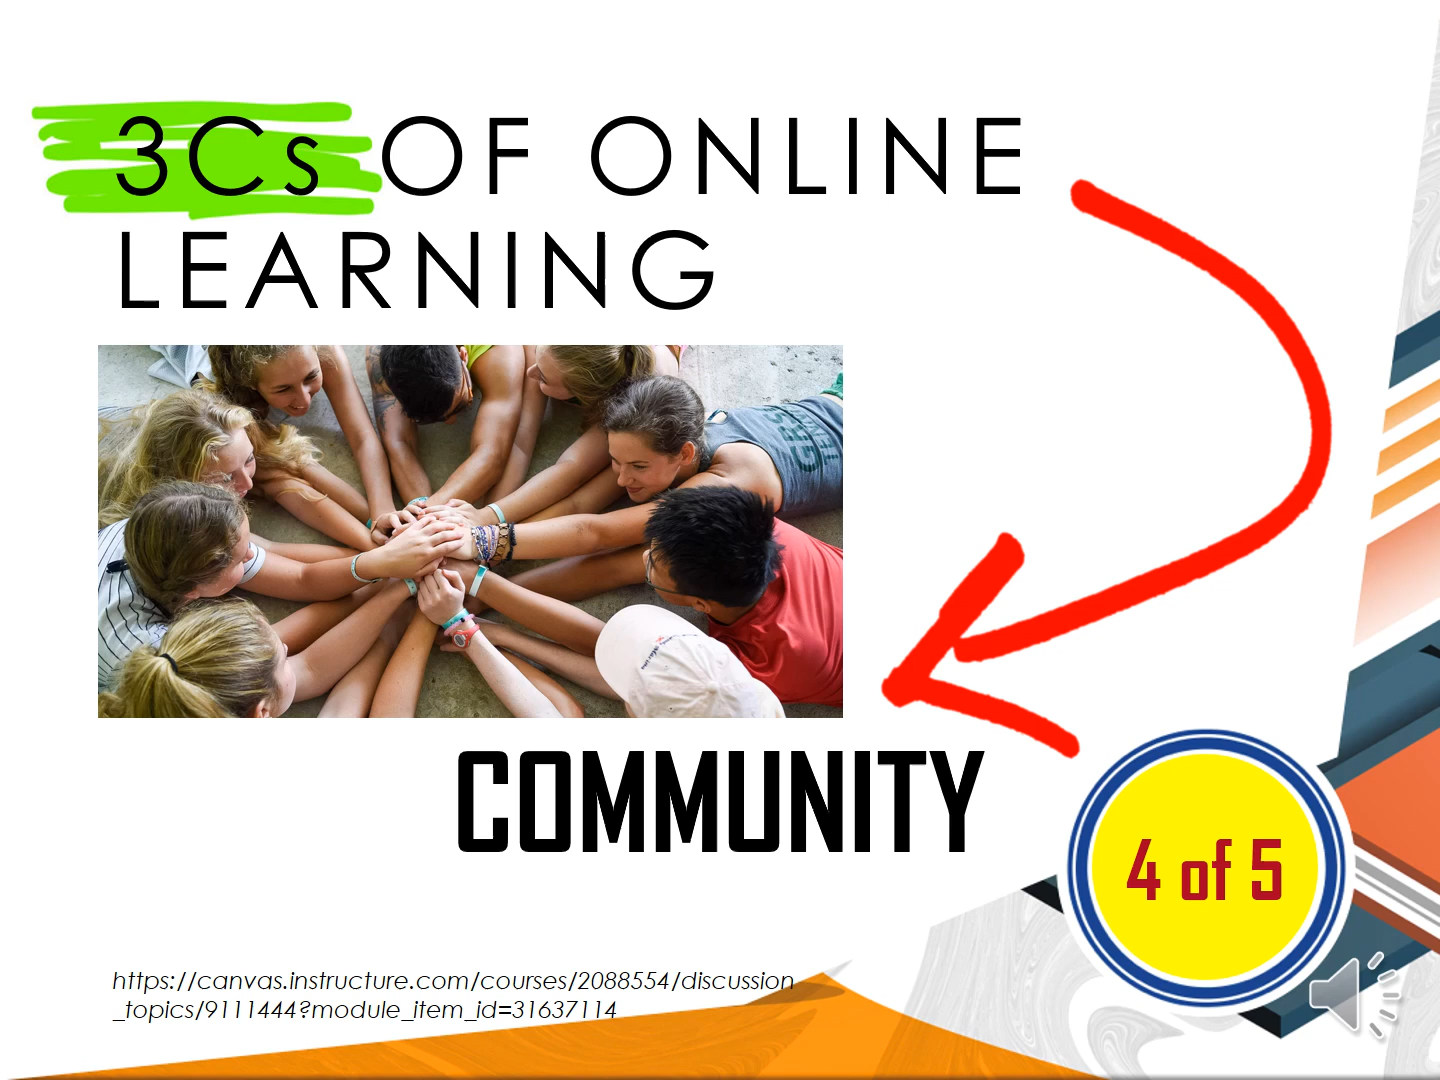 3Cs OF ONLINE
LEARNING
COMMUNITY
4 of 5
https://canvas.instructure.com/courses/2088554/discussion
_topics/9111444?module_item_id=31637114